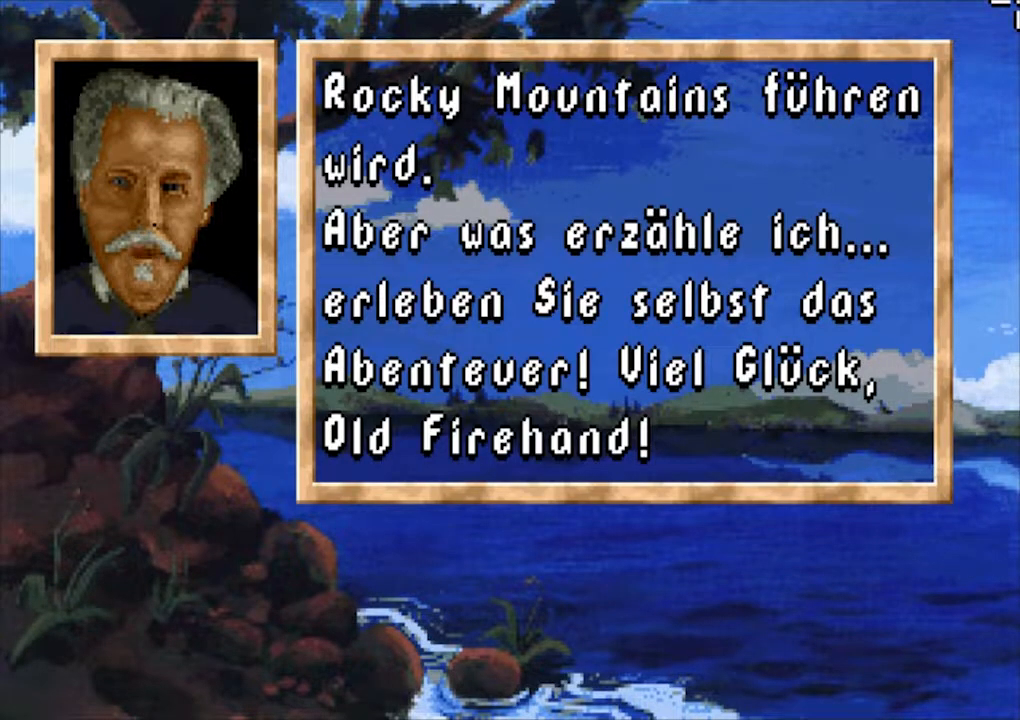 Rocky Mountains führen
wird.
Aber was erzähle ich...
erleben Sie selbst das
Abenteuer! Viel Glück,
Old Firehand!